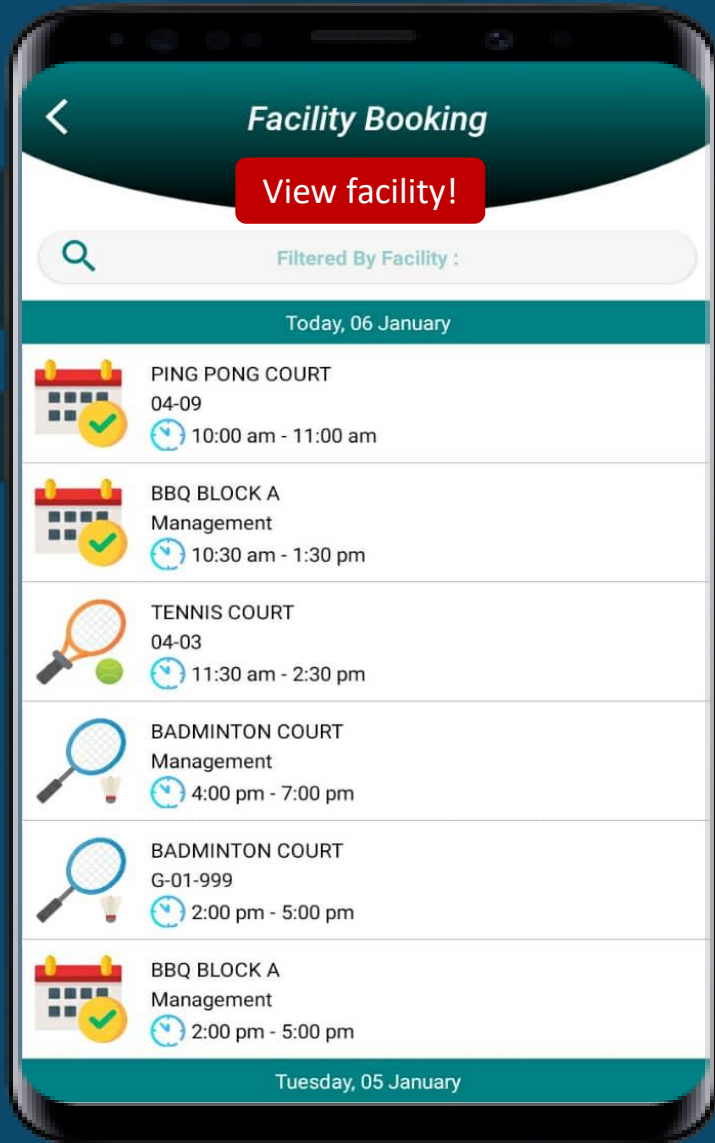 Facility Booking
View facility!
Filtered By Facility :
Today, 06 January
PING PONG COURT
04-09
10:00 am - 11:00 am
BBQ BLOCK A
Management
10:30 am - 1:30 pm
TENNIS COURT
04-03
11:30 am - 2:30 pm
BADMINTON COURT
Management
4:00 pm - 7:00 pm
BADMINTON COURT
G-01-999
2:00 pm - 5:00 pm
BBQ BLOCK A
Management
2:00 pm - 5:00 pm
Tuesday, 05 January